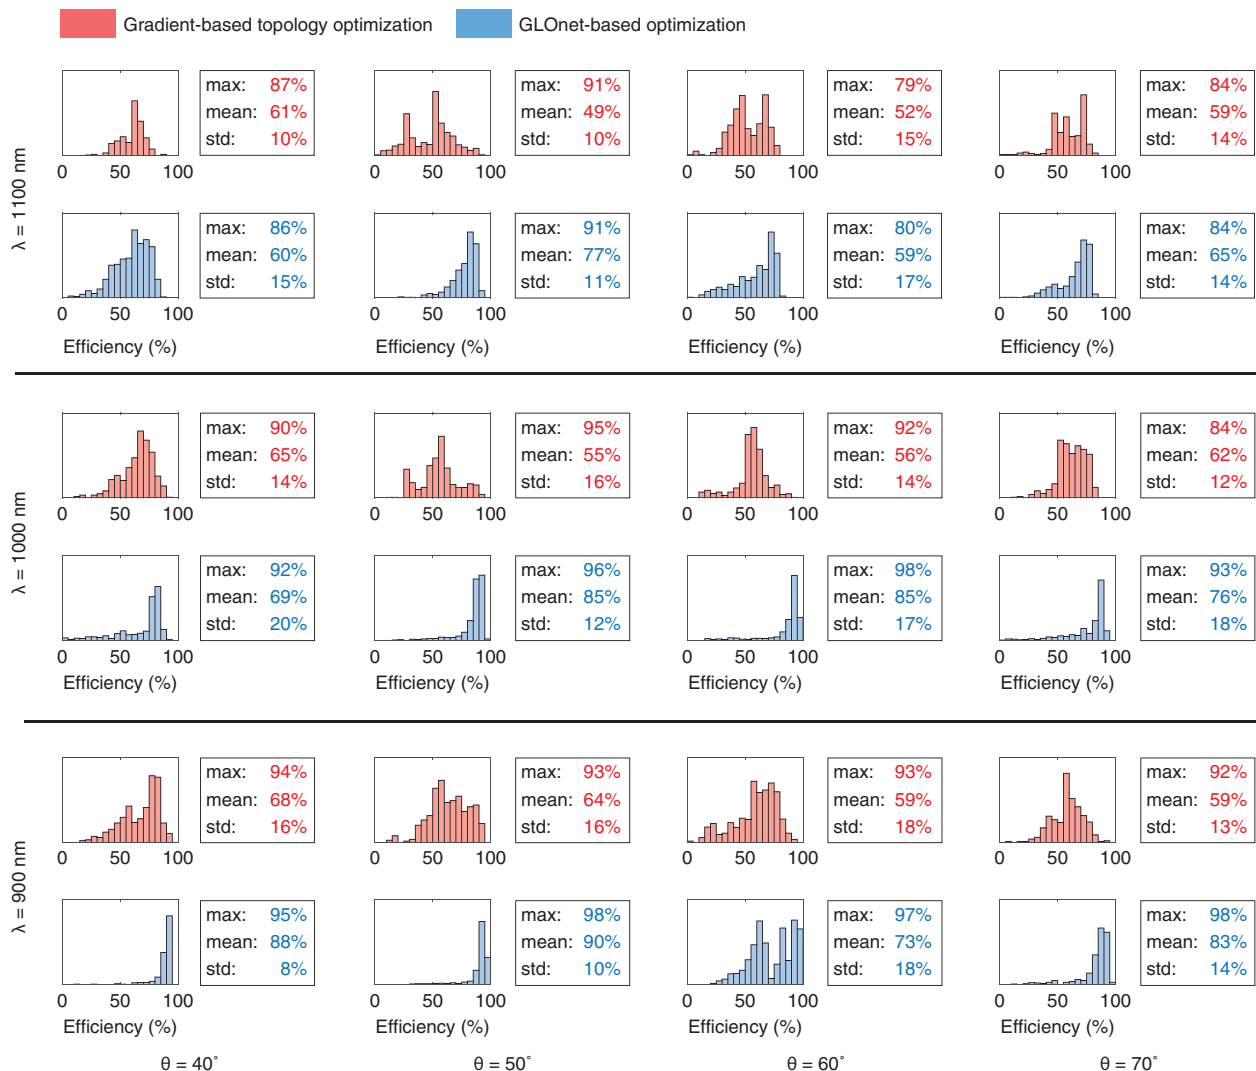 Gradient-based topology optimization GLOnet-based optimization
λ = 1100 nm
max: 87% max: 91% max: 79% max: 84%
mean: 61% mean: 49% mean: 52% mean: 59%
std: 10% std: 10% std: 15% std: 14%
0 50 100 0 50 100 0 50 100 0 50 100
max: 86% max: 91% max: 80% max: 84%
mean: 60% mean: 77% mean: 59% mean: 65%
std: 15% std: 11% std: 17% std: 14%
0 50 100 0 50 100 0 50 100 0 50 100
Efficiency (%) Efficiency (%) Efficiency (%) Efficiency (%)
λ = 1000 nm
max: 90% max: 95% max: 92% max: 84%
mean: 65% mean: 55% mean: 56% mean: 62%
std: 14% std: 16% std: 14% std: 12%
0 50 100 0 50 100 0 50 100 0 50 100
max: 92% max: 96% max: 98% max: 93%
mean: 69% mean: 85% mean: 85% mean: 76%
std: 20% std: 12% std: 17% std: 18%
0 50 100 0 50 100 0 50 100 0 50 100
Efficiency (%) Efficiency (%) Efficiency (%) Efficiency (%)
λ = 900 nm
max: 94% max: 93% max: 93% max: 92%
mean: 68% mean: 64% mean: 59% mean: 59%
std: 16% std: 16% std: 18% std: 13%
0 50 100 0 50 100 0 50 100 0 50 100
max: 95% max: 98% max: 97% max: 98%
mean: 88% mean: 90% mean: 73% mean: 83%
std: 8% std: 10% std: 18% std: 14%
0 50 100 0 50 100 0 50 100 0 50 100
Efficiency (%) Efficiency (%) Efficiency (%) Efficiency (%)
θ = 40° θ = 50° θ = 60° θ = 70°